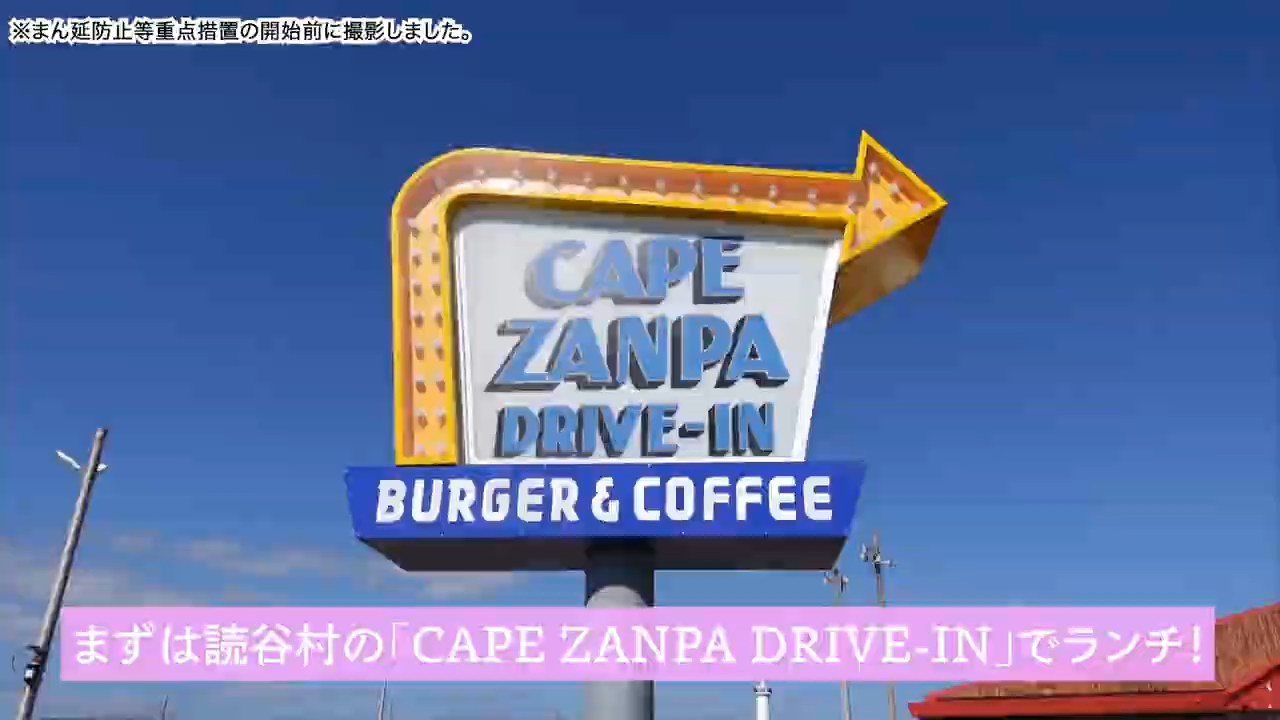 ※まん延防止等重点措置の開始前に撮影しました。
CAPE
ZANPA
DRIVE-IN
BURGER & COFFEE
まずは読谷村の「CAPE ZANPA DRIVE-IN」でランチ!